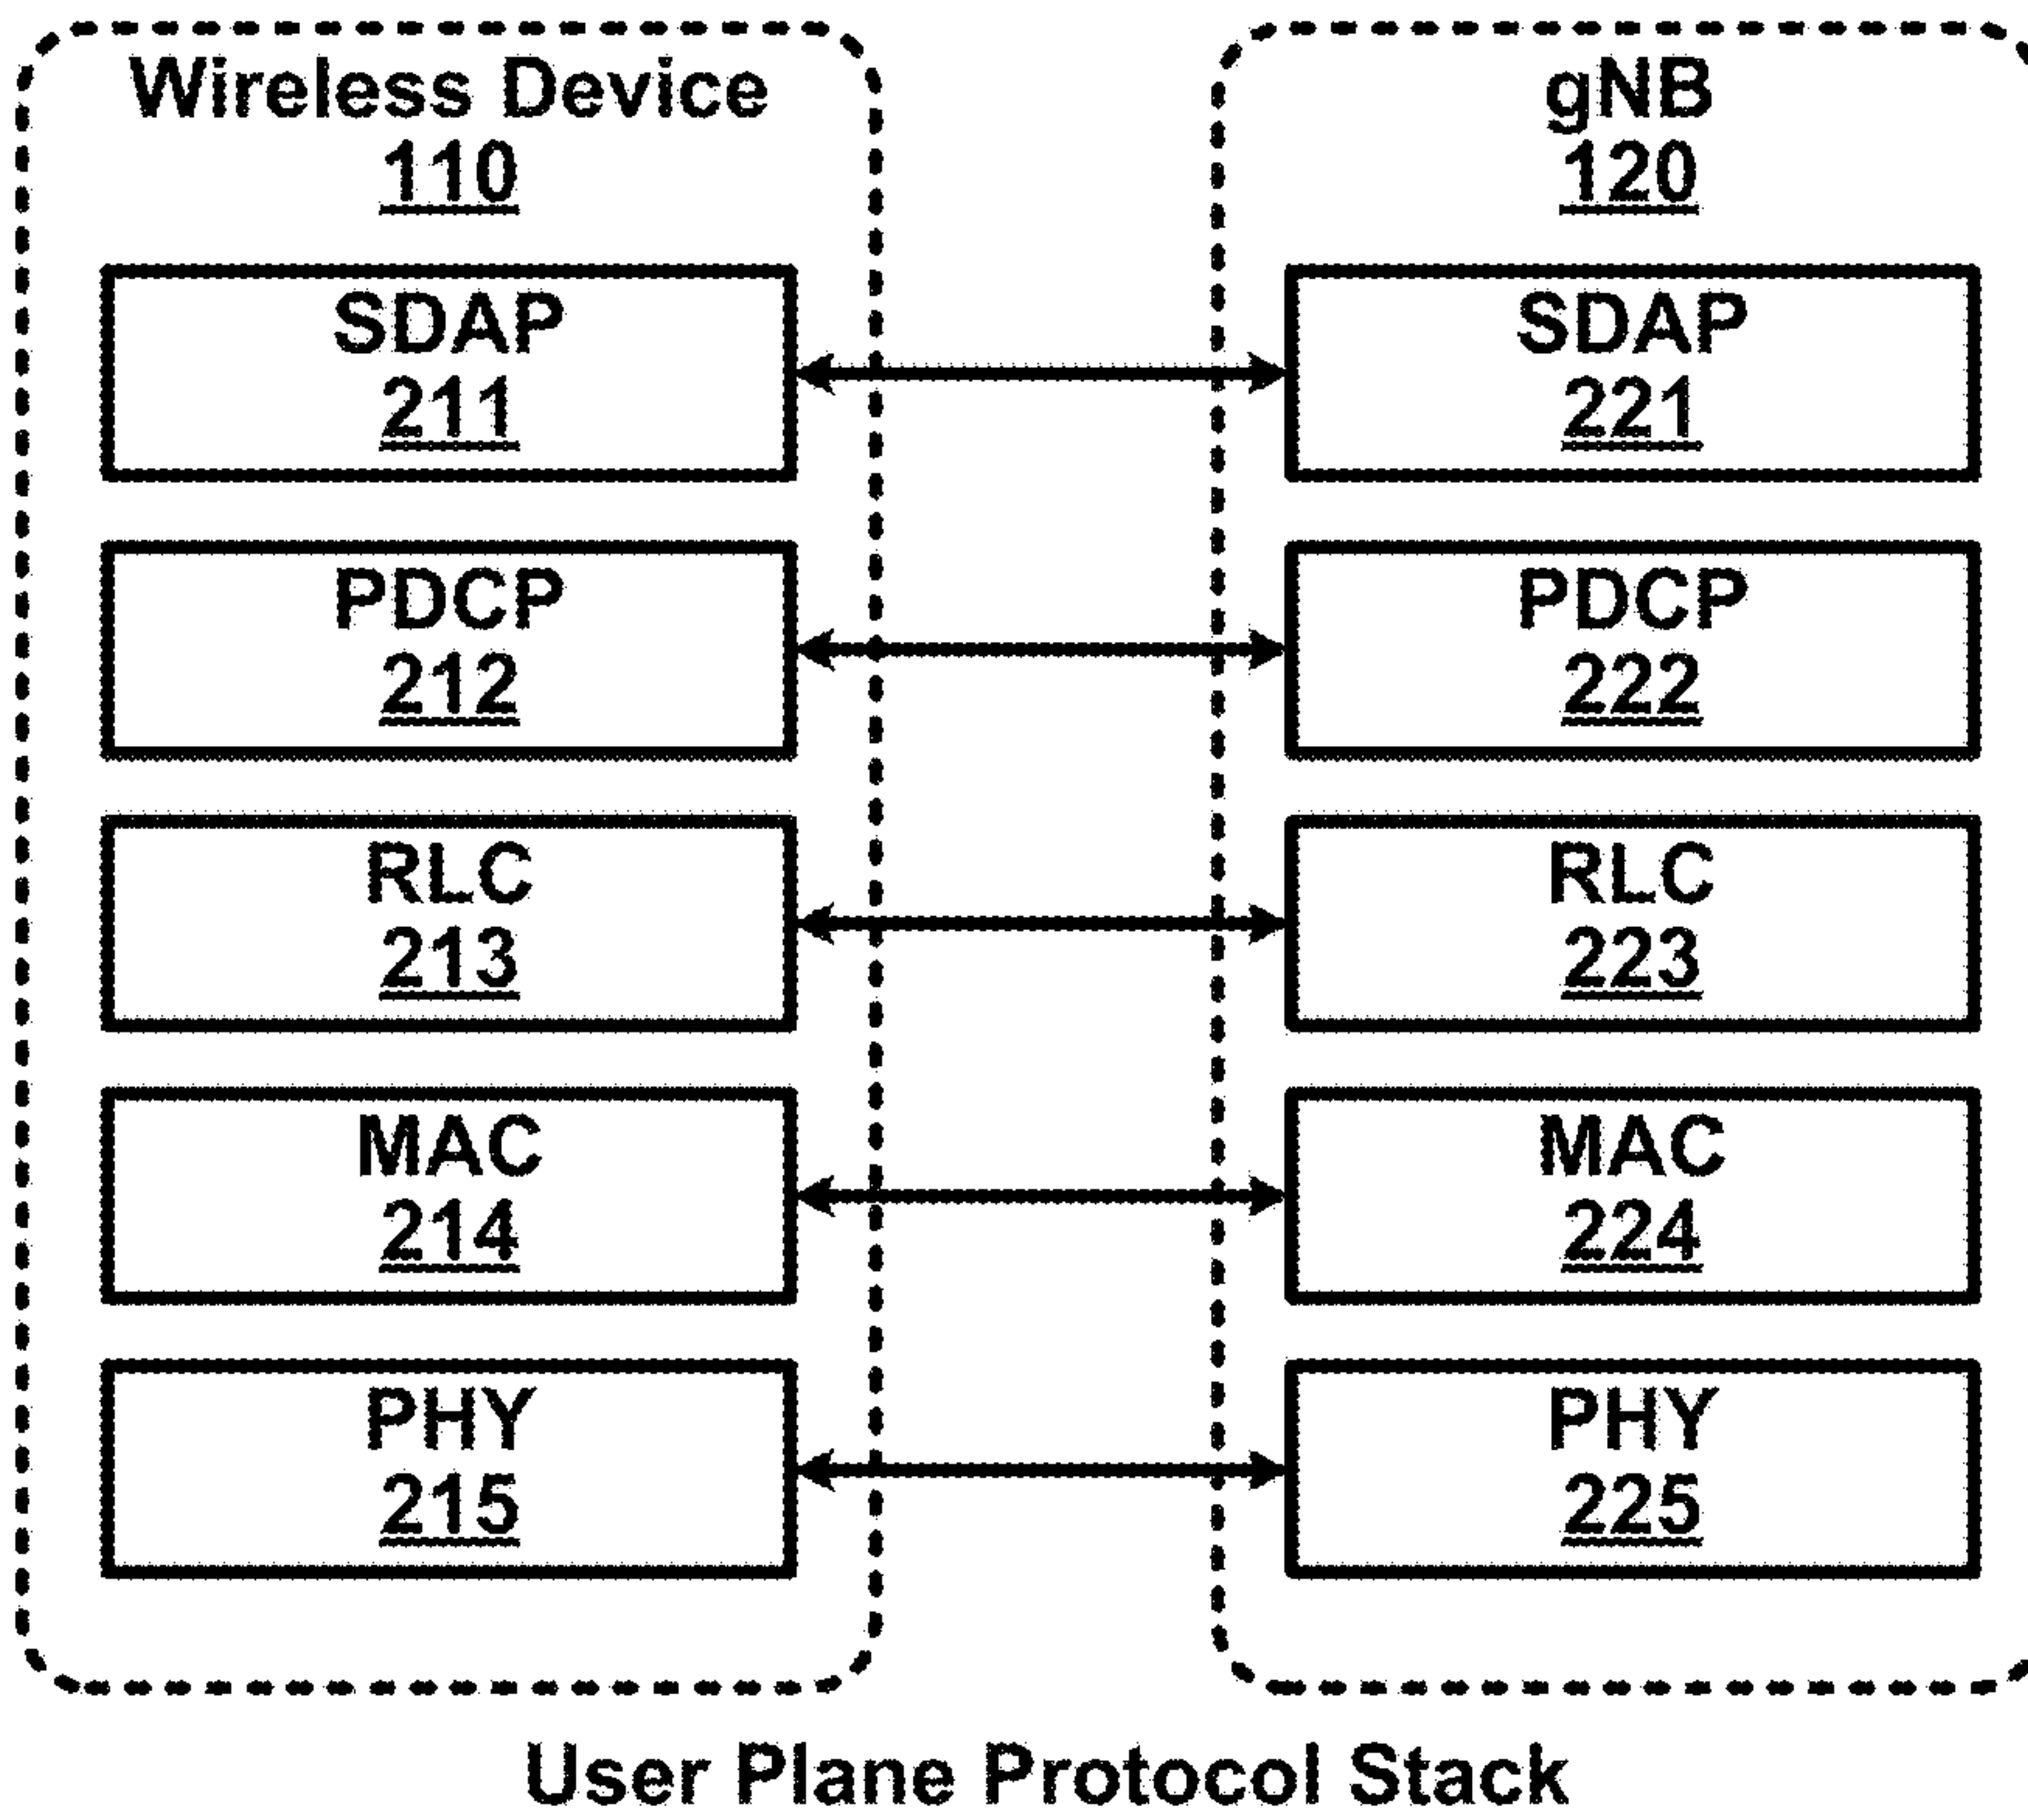 Wireless Device
110
SDAP
211
PDCP
212
RLC
213
MAC
214
PHY
215
gNB
120
SDAP
221
PDCP
222
RLC
223
MAC
224
PHY
225
User Plane Protocol Stack